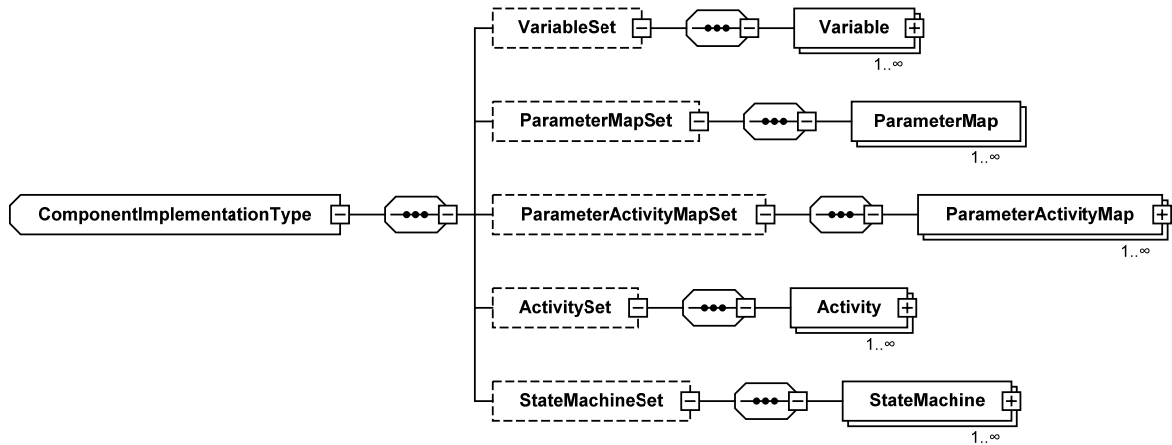 VariableSet
Variable
1..∞
ParameterMapSet
ParameterMap
1..∞
ComponentImplementationType
ParameterActivityMapSet
ParameterActivityMap
1..∞
ActivitySet
Activity
1..∞
StateMachineSet
StateMachine
1..∞